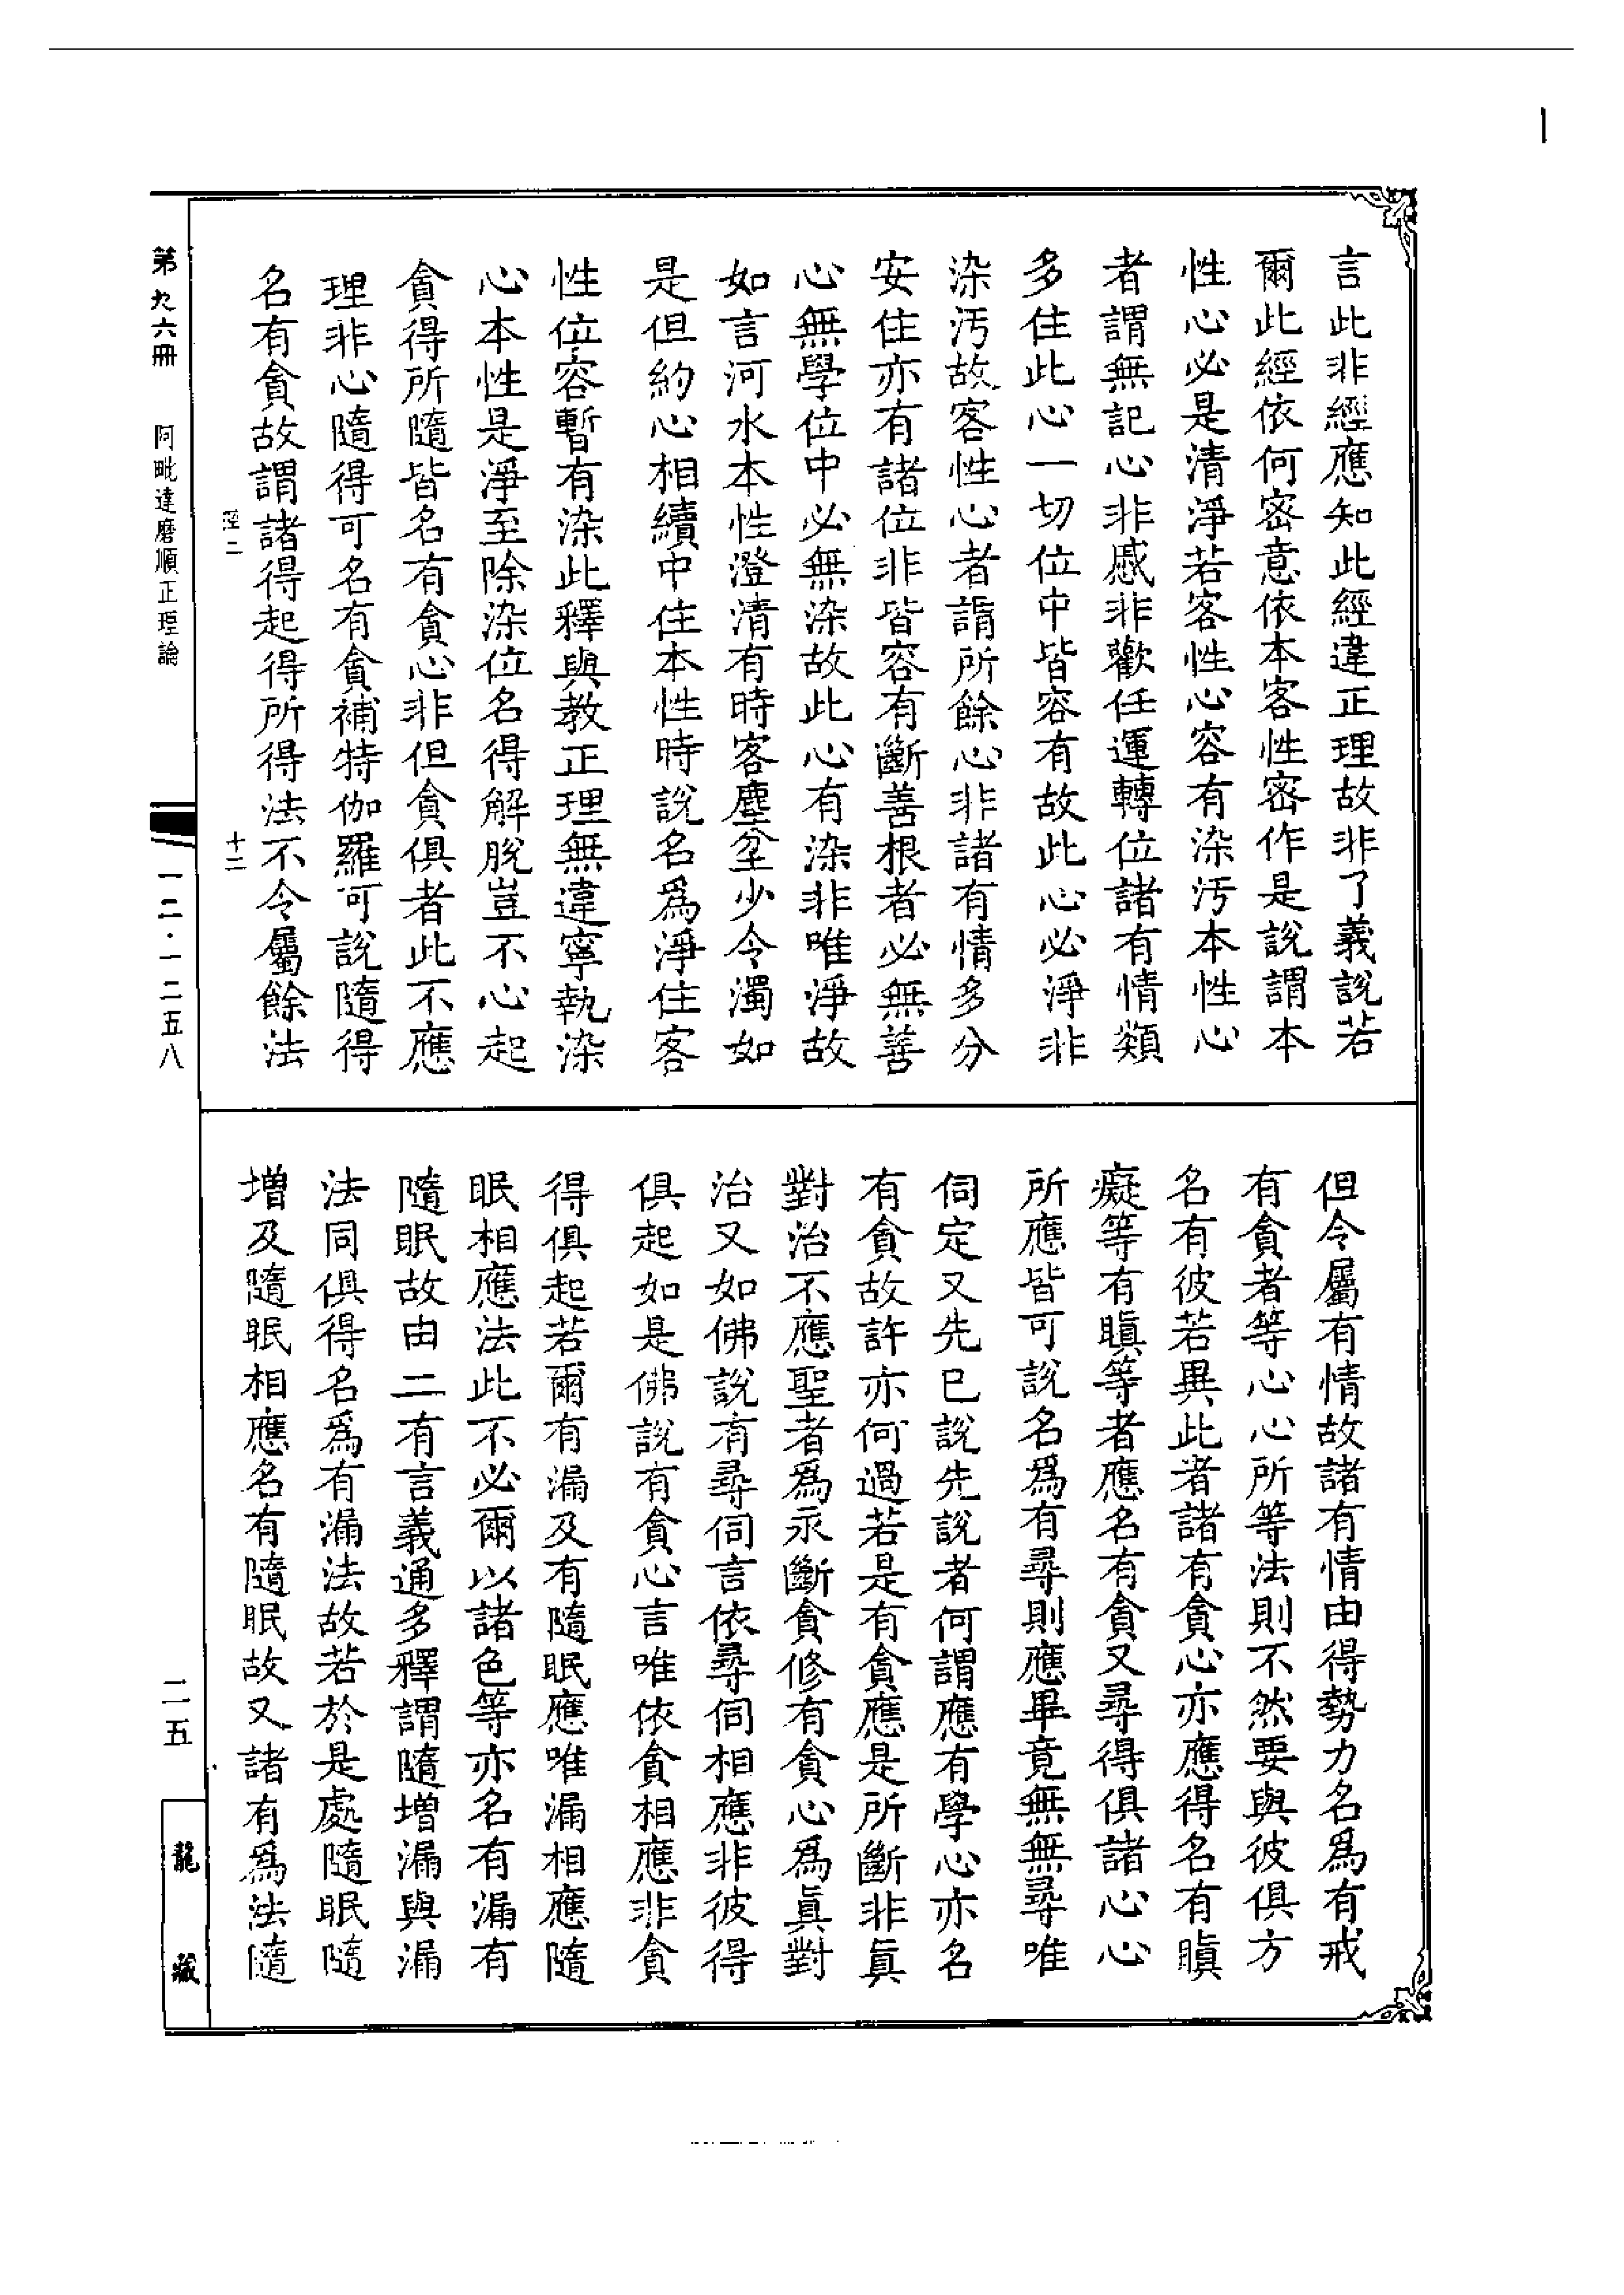 言此非經應知此經違正理故非了義說若
爾此經依何密意依本客性密作是說謂本
性心必是清淨若客性心容有染汚本性心
者謂無記心非慼非歡任運轉位諸有情類
多住此心一切位中皆容有故此心必淨非
染汚故客性心者謂所餘心非諸有情多分
安住亦有諸位非皆容有斷善根者必無善
心無學位中必無染故此心有染非唯淨故
如言河水本性澄清有時客塵坌少令濁如
是但約心相續中住本性時說名爲淨住客
性位容暫有染此釋與教正理無違寧執染
心本性是淨至除染位名得解脫豈不心起
貪得所隨皆名有貪心非但貪俱者此不應
理非心隨得可名有貪補特伽羅可說隨得
名有貪故謂諸得起得所得法不令屬餘法
但令屬有情故諸有情由得勢力名爲有戒
有貪者等心心所等法則不然要與彼俱方
名有彼若異此者諸有貪心亦應得名有瞋
癡等有瞋等者應名有貪又尋得俱諸心心
所應皆可說名爲有尋則應畢竟無無尋唯
伺定又先已說先說者何謂應有學心亦名
有貪故許亦何過若是有貪應是所斷非眞
對治不應聖者爲永斷貪修有貪心爲眞對
治又如佛說有尋伺言依尋伺相應非彼得
俱起如是佛說有貪心言唯依貪相應非貪
得俱起若爾有漏及有隨眠應唯漏相應隨
眠相應法此不必爾以諸色等亦名有漏有
隨眠故由二有言義通多釋謂隨增漏與漏
法同俱得名爲有漏法故若於是處隨眠隨
增及隨眠相應名有隨眠故又諸有爲法隨
第九六冊
阿毗達磨順正理論
一二·一二五八
二五
龍藏
十二